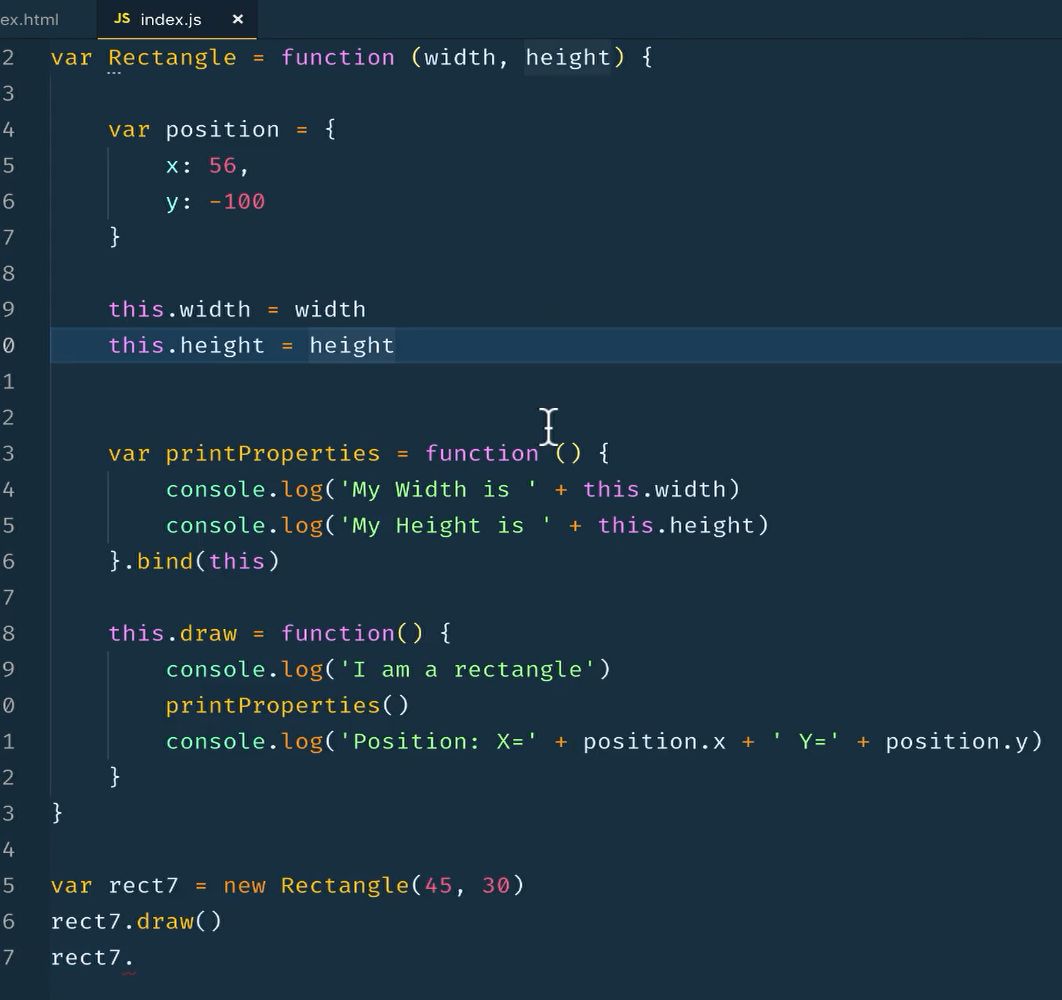 ex.html JS index.js ×
2 var Rectangle = function (width, height) {
3
4 var position = {
5 x: 56,
6 y: -100
7 }
8
9 this.width = width
0 this.height = height
1
2
3 var printProperties = function () {
4 console.log('My Width is ' + this.width)
5 console.log('My Height is ' + this.height)
6 }.bind(this)
7
8 this.draw = function() {
9 console.log('I am a rectangle')
0 printProperties()
1 console.log('Position: X=' + position.x + ' Y=' + position.y)
2 }
3 }
4
5 var rect7 = new Rectangle(45, 30)
6 rect7.draw()
7 rect7.